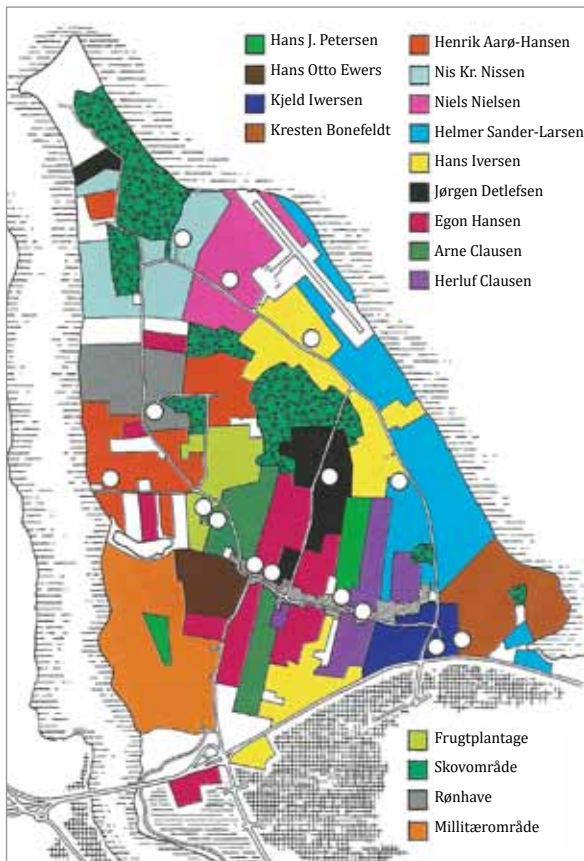 Hans J. Petersen
Hans Otto Ewers
Kjeld Iwersen
Kresten Bonefeldt
Henrik Aarø-Hansen
Nis Kr. Nissen
Niels Nielsen
Helmer Sander-Larsen
Hans Iversen
Jørgen Detlefsen
Egon Hansen
Arne Clausen
Herluf Clausen
Frugtplantage
Skovområde
Rønhave
Millitærområde